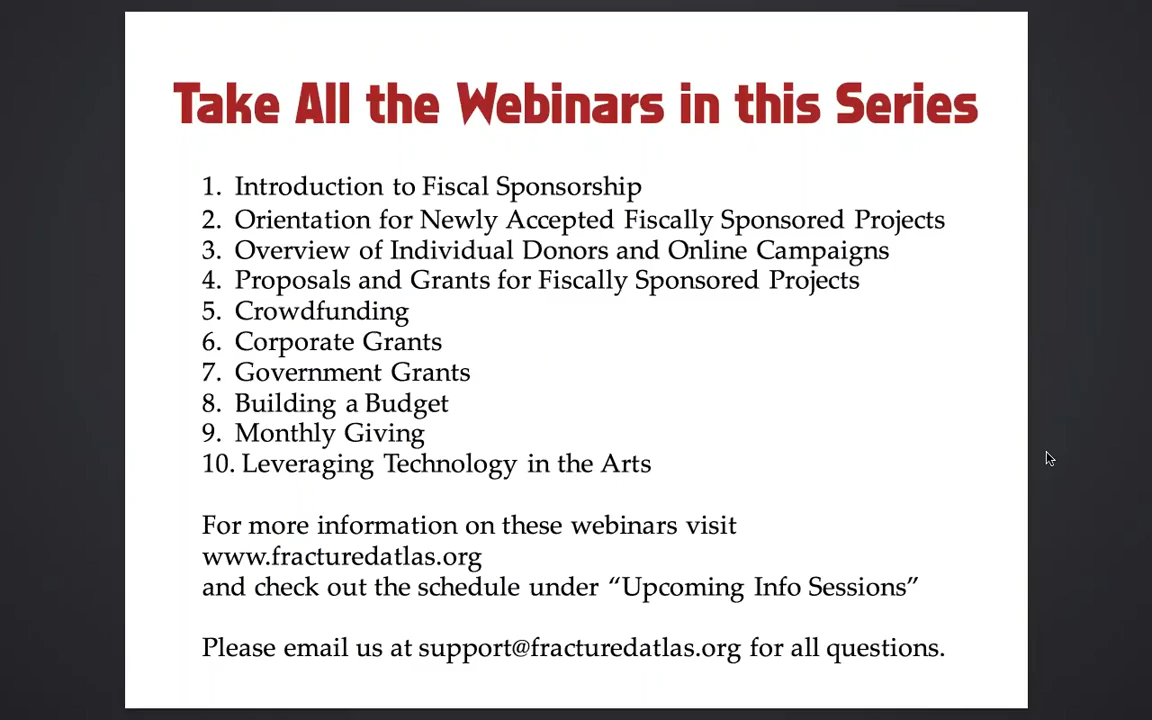 Take All the Webinars in this Series
1. Introduction to Fiscal Sponsorship
2. Orientation for Newly Accepted Fiscally Sponsored Projects
3. Overview of Individual Donors and Online Campaigns
4. Proposals and Grants for Fiscally Sponsored Projects
5. Crowdfunding
6. Corporate Grants
7. Government Grants
8. Building a Budget
9. Monthly Giving
10. Leveraging Technology in the Arts
For more information on these webinars visit
www.fracturedatlas.org
and check out the schedule under “Upcoming Info Sessions”
Please email us at support@fracturedatlas.org for all questions.